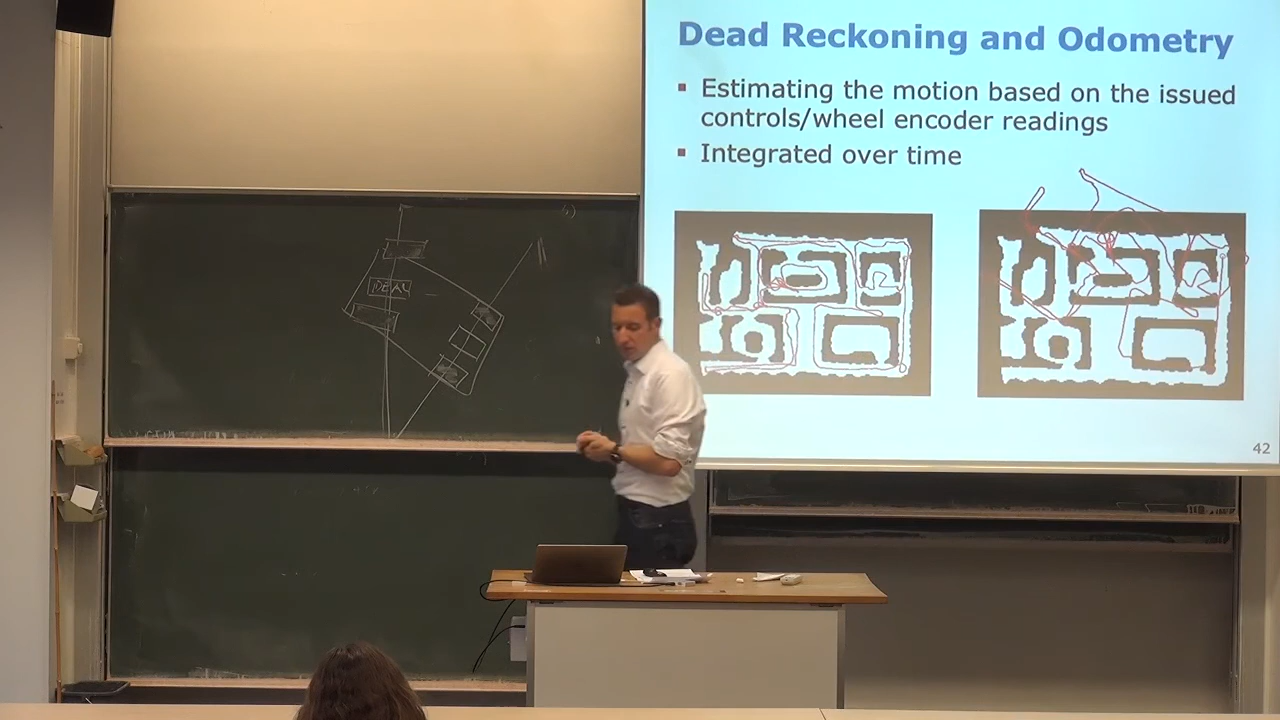 Dead Reckoning and Odometry
▪ Estimating the motion based on the issued
controls/wheel encoder readings
▪ Integrated over time
IDEAL
42